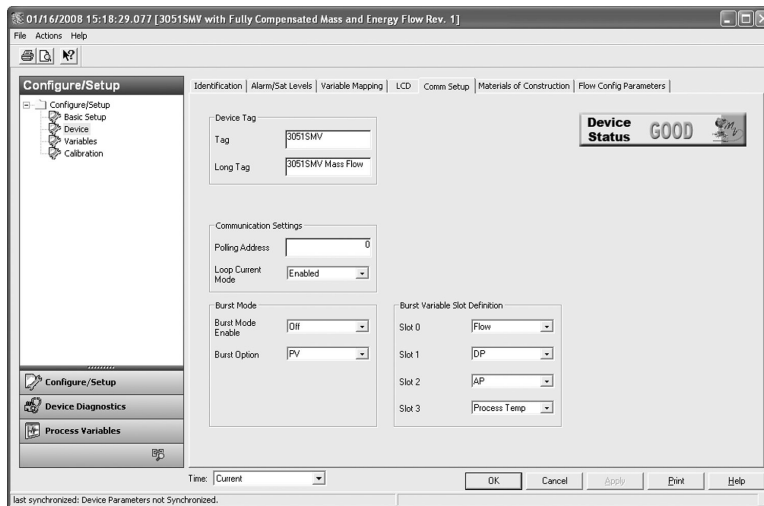 01/16/2008 15:18:29.077 [3051SMV with Fully Compensated Mass and Energy Flow Rev. 1]
File Actions Help
Configure/Setup
Configure/Setup
Basic Setup
Device
Variables
Calibration
Configure/Setup
Device Diagnostics
Process Variables
Identification Alarm/Sat Levels Variable Mapping LCD Comm Setup Materials of Construction Flow Config Parameters
Device Tag
Tag 3051SMV
Long Tag 3051SMV Mass Flow
Device Status GOOD
Communication Settings
Polling Address 0
Loop Current Mode Enabled
Burst Mode
Burst Mode Enable Off
Burst Option PV
Burst Variable Slot Definition
Slot 0 Flow
Slot 1 DP
Slot 2 AP
Slot 3 Process Temp
Time: Current
OK Cancel Apply Print Help
last synchronized: Device Parameters not Synchronized.